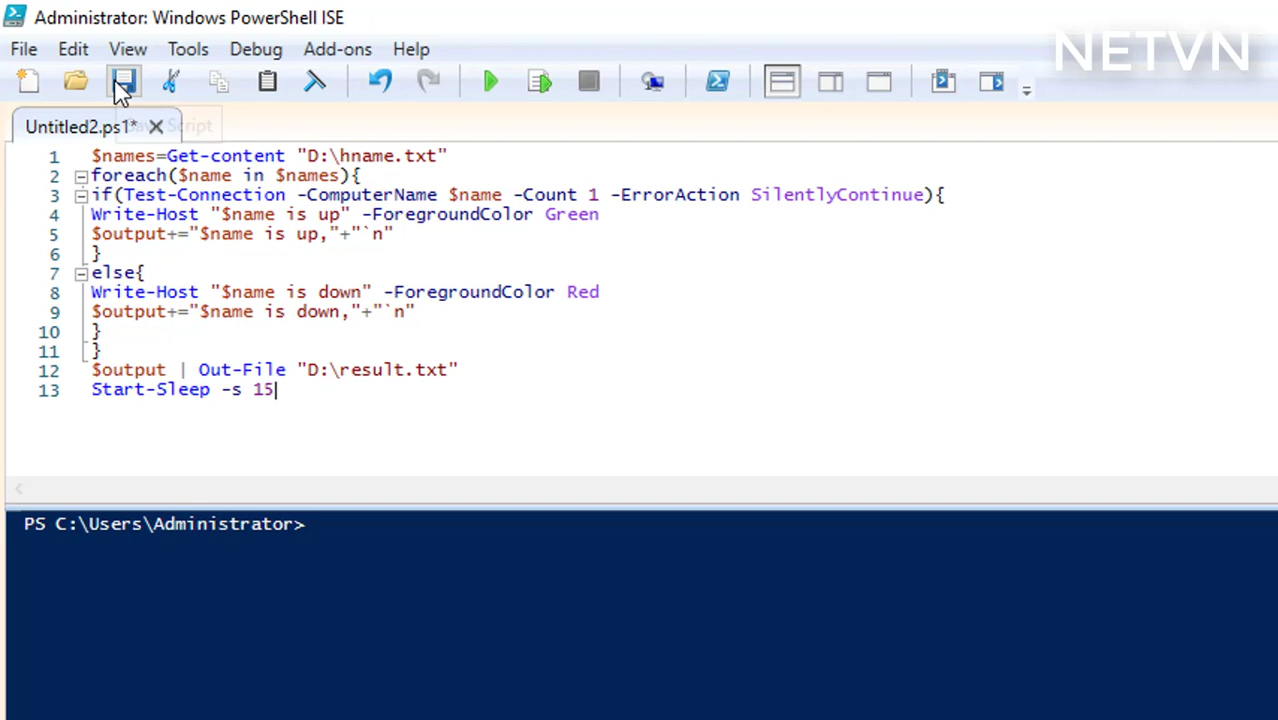 Administrator: Windows PowerShell ISE
NETVN
File Edit View Tools Debug Add-ons Help
Untitled2.ps1* Script
1 $names=Get-content "D:\hname.txt"
2 foreach($name in $names){
3 if(Test-Connection -ComputerName $name -Count 1 -ErrorAction SilentlyContinue){
4 Write-Host "$name is up" -ForegroundColor Green
5 $output+="$name is up,"+"`n"
6 }
7 else{
8 Write-Host "$name is down" -ForegroundColor Red
9 $output+="$name is down,"+"`n"
10 }
11 }
12 $output | Out-File "D:\result.txt"
13 Start-Sleep -s 15
PS C:\Users\Administrator>